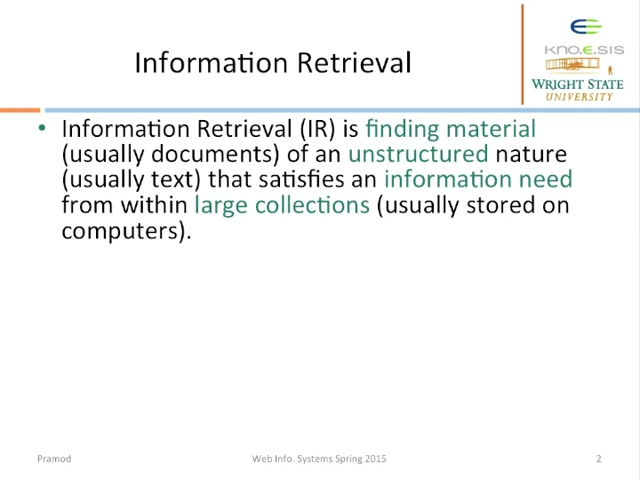 Information Retrieval
KNO.E.SIS
WRIGHT STATE
UNIVERSITY
• Information Retrieval (IR) is finding material
(usually documents) of an unstructured nature
(usually text) that satisfies an information need
from within large collections (usually stored on
computers).
Pramod
Web Info. Systems Spring 2015
2